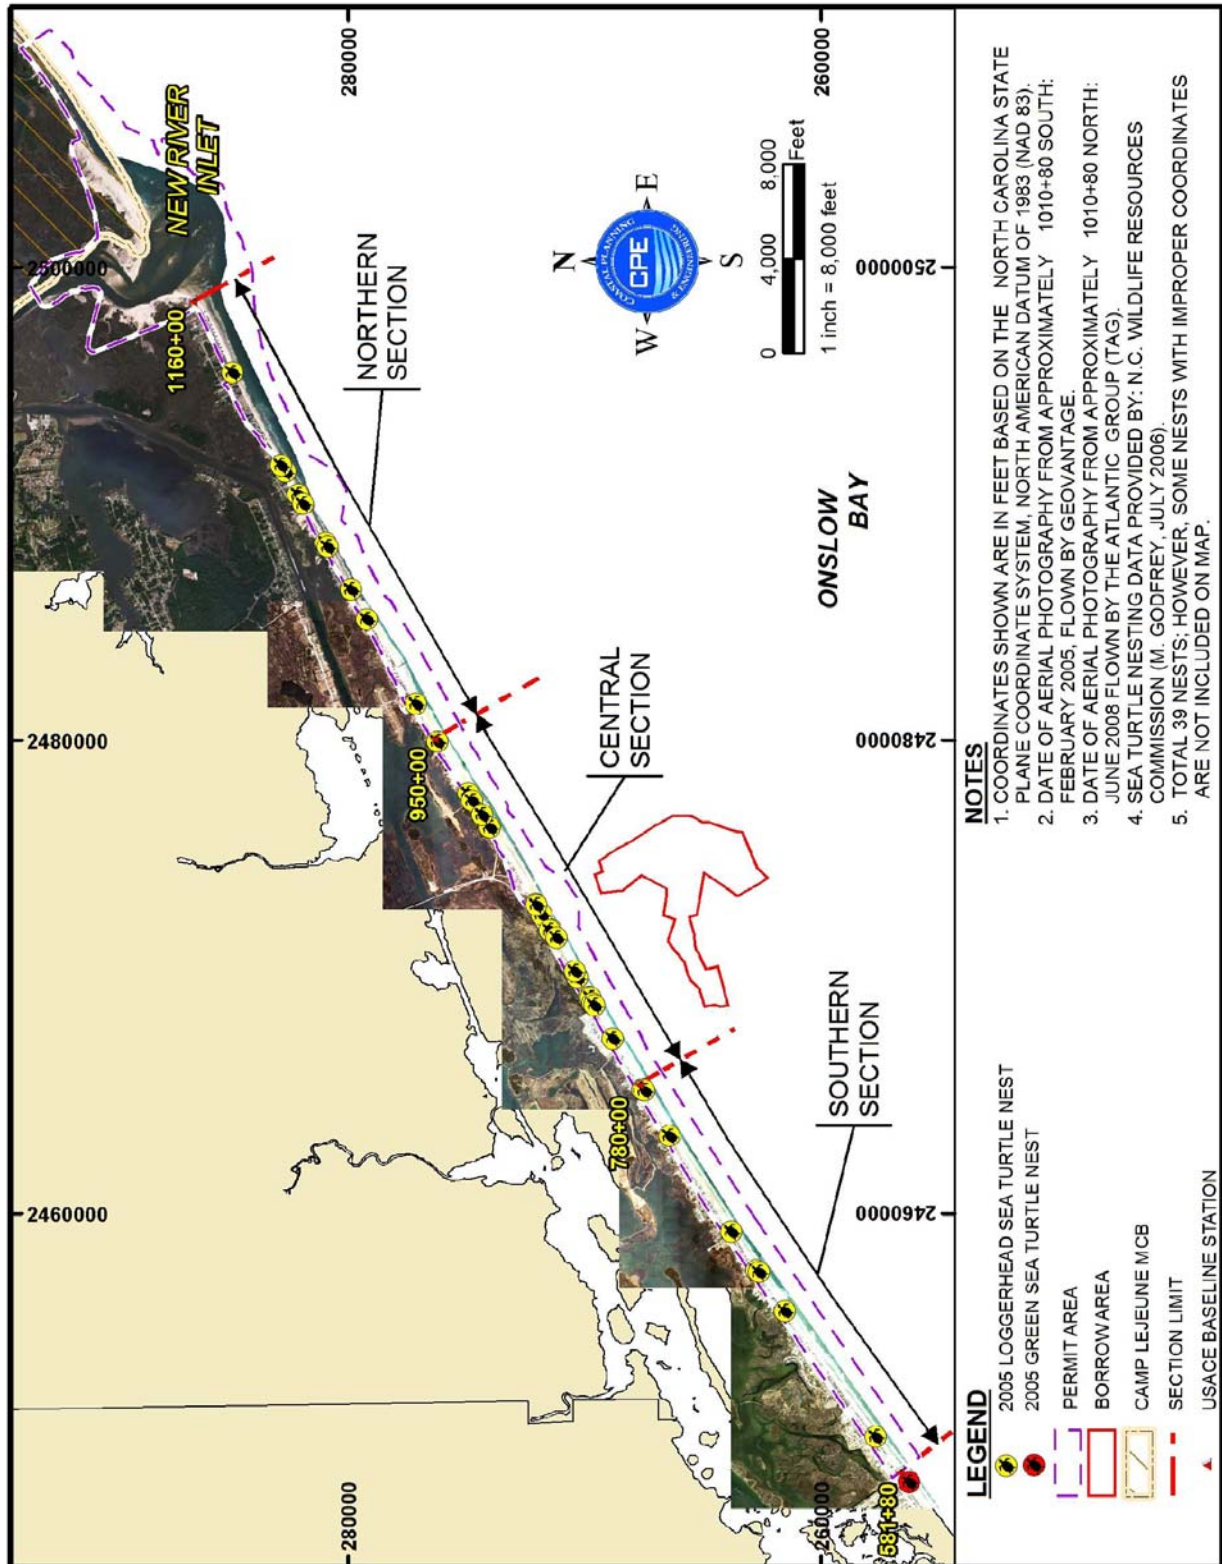 2460000
2480000
2500000
280000
280000
260000
260000
NEW RIVER
INLET
1160+00
NORTHERN
SECTION
950+00
CENTRAL
SECTION
780+00
SOUTHERN
SECTION
581+80
ONSLOW
BAY
N
W
E
S
COASTAL PLANNING
& ENGINEERING
CPE
0
4,000
8,000
Feet
1 inch = 8,000 feet
2460000
2480000
2500000
LEGEND
2005 LOGGERHEAD SEA TURTLE NEST
2005 GREEN SEA TURTLE NEST
PERMIT AREA
BORROW AREA
CAMP LEJEUNE MCB
SECTION LIMIT
USACE BASELINE STATION
NOTES
1. COORDINATES SHOWN ARE IN FEET BASED ON THE NORTH CAROLINA STATE
PLANE COORDINATE SYSTEM, NORTH AMERICAN DATUM OF 1983 (NAD 83).
2. DATE OF AERIAL PHOTOGRAPHY FROM APPROXIMATELY 1010+80 SOUTH:
FEBRUARY 2005, FLOWN BY GEOVANTAGE.
3. DATE OF AERIAL PHOTOGRAPHY FROM APPROXIMATELY 1010+80 NORTH:
JUNE 2008 FLOWN BY THE ATLANTIC GROUP (TAG).
4. SEA TURTLE NESTING DATA PROVIDED BY: N.C. WILDLIFE RESOURCES
COMMISSION (M. GODFREY, JULY 2006).
5. TOTAL 39 NESTS; HOWEVER, SOME NESTS WITH IMPROPER COORDINATES
ARE NOT INCLUDED ON MAP.